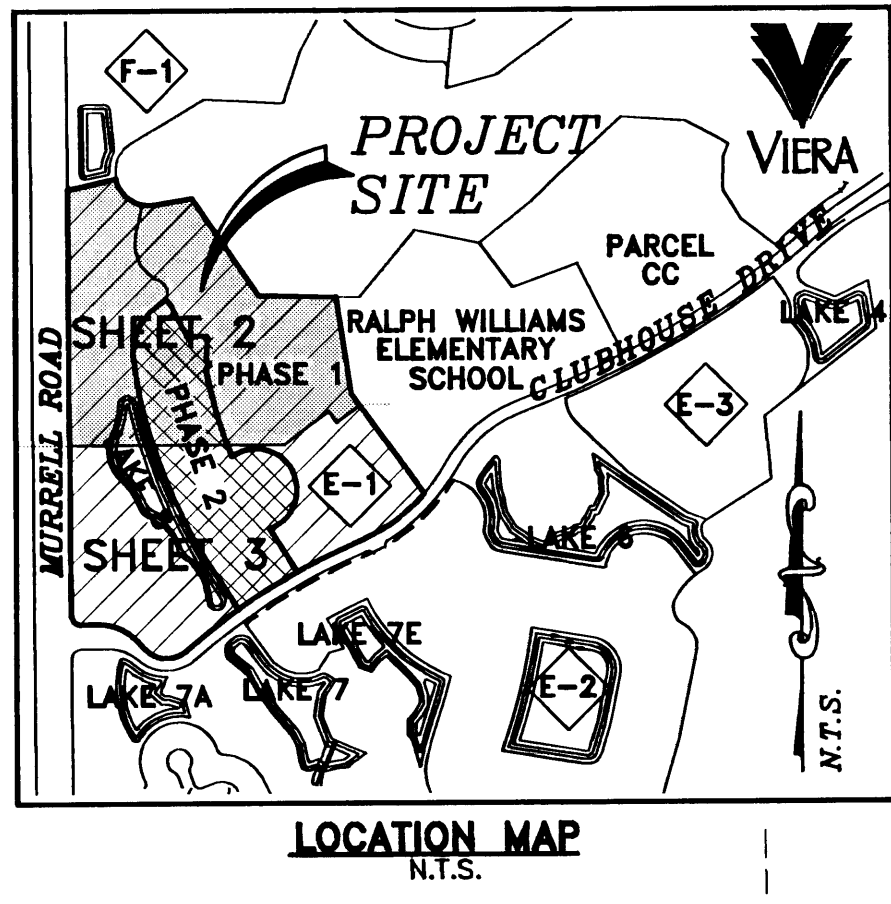 F-1
PROJECT
SITE
VIERA
PARCEL
CC
CLUBHOUSE DRIVE
LAKE 4
SHEET 2
RALPH WILLIAMS
ELEMENTARY
SCHOOL
PHASE 1
MURRELL ROAD
E-3
PHASE 2
E-1
SHEET 3
LAKE
LAKE 7E
LAKE 7A
LAKE 7
E-2
N.T.S.
LOCATION MAP
N.T.S.